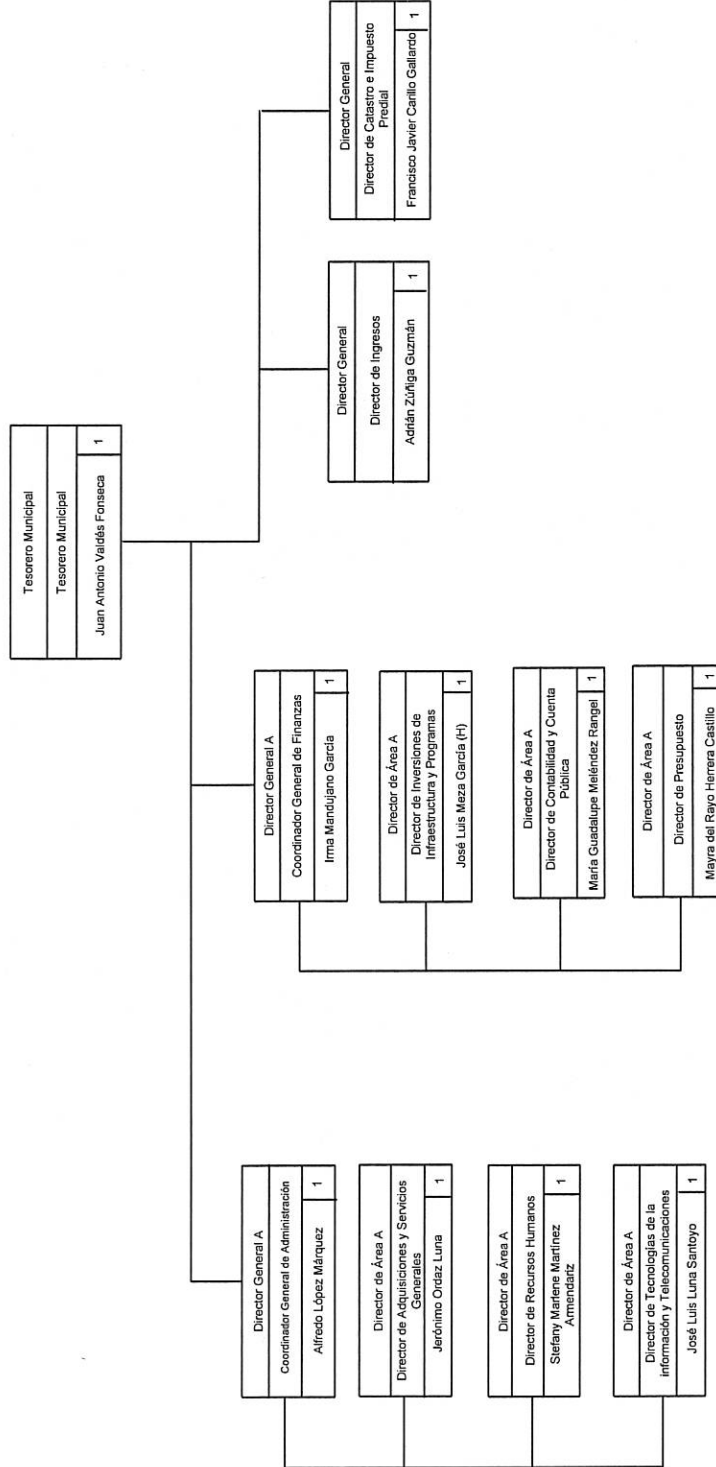 Tesorero Municipal
Tesorero Municipal
Juan Antonio Valdés Fonseca
1
Director General A
Coordinador General de Administración
Alfredo López Márquez
1
Director de Área A
Director de Adquisiciones y Servicios
Generales
Jerónimo Ordaz Luna
1
Director de Área A
Director de Recursos Humanos
Stefany Marlene Martínez
Armendariz
1
Director de Área A
Director de Tecnologías de la
información y Telecomunicaciones
José Luis Luna Santoyo
1
Director General A
Coordinador General de Finanzas
Irma Mandujano García
1
Director de Área A
Director de Inversiones de
Infraestructura y Programas
José Luis Meza García (H)
1
Director de Área A
Director de Contabilidad y Cuenta
Pública
María Guadalupe Meléndez Rangel
1
Director de Área A
Director de Presupuesto
Mayra del Rayo Herrera Castillo
1
Director General
Director de Ingresos
Adrián Zúñiga Guzmán
1
Director General
Director de Catastro e Impuesto
Predial
Francisco Javier Carillo Gallardo
1